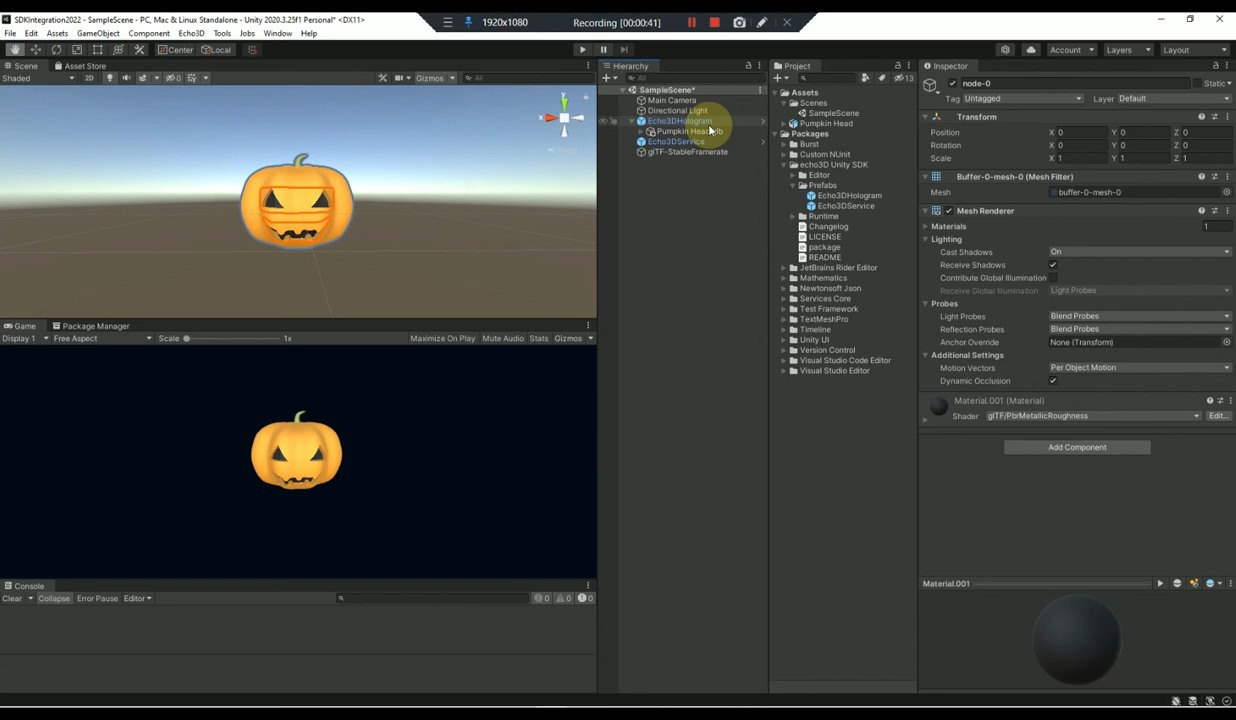 SDKIntegration2022 - SampleScene - PC, Mac & Linux Standalone - Unity 2020.3.25f1 Personal* <DX11>
1920x1080 Recording [00:00:41]
File Edit Assets GameObject Component Echo3D Tools Jobs Window Help
Center Local Account Layers Layout
Scene Asset Store
Shaded 2D 0 Gizmos All
y x z
Persp
Game Package Manager
Display 1 Free Aspect Scale 1x Maximize On Play Mute Audio Stats Gizmos
Console
Clear Collapse Error Pause Editor 0 0 0
Hierarchy
All
SampleScene*
Main Camera
Directional Light
Echo3DHologram
Pumpkin Head.glb
Echo3DService
glTF-StableFramerate
Project
13
Assets
Scenes
SampleScene
Pumpkin Head
Packages
Burst
Custom NUnit
echo3D Unity SDK
Editor
Prefabs
Echo3DHologram
Echo3DService
Runtime
Changelog
LICENSE
package
README
JetBrains Rider Editor
Mathematics
Newtonsoft Json
Services Core
Test Framework
TextMeshPro
Timeline
Unity UI
Version Control
Visual Studio Code Editor
Visual Studio Editor
Inspector
node-0 Static
Tag Untagged Layer Default
Transform
Position X 0 Y 0 Z 0
Rotation X 0 Y 0 Z 0
Scale X 1 Y 1 Z 1
Buffer-0-mesh-0 (Mesh Filter)
Mesh buffer-0-mesh-0
Mesh Renderer
Materials 1
Lighting
Cast Shadows On
Receive Shadows
Contribute Global Illumination
Receive Global Illumination Light Probes
Probes
Light Probes Blend Probes
Reflection Probes Blend Probes
Anchor Override None (Transform)
Additional Settings
Motion Vectors Per Object Motion
Dynamic Occlusion
Material.001 (Material)
Shader glTF/PbrMetallicRoughness Edit...
Add Component
Material.001